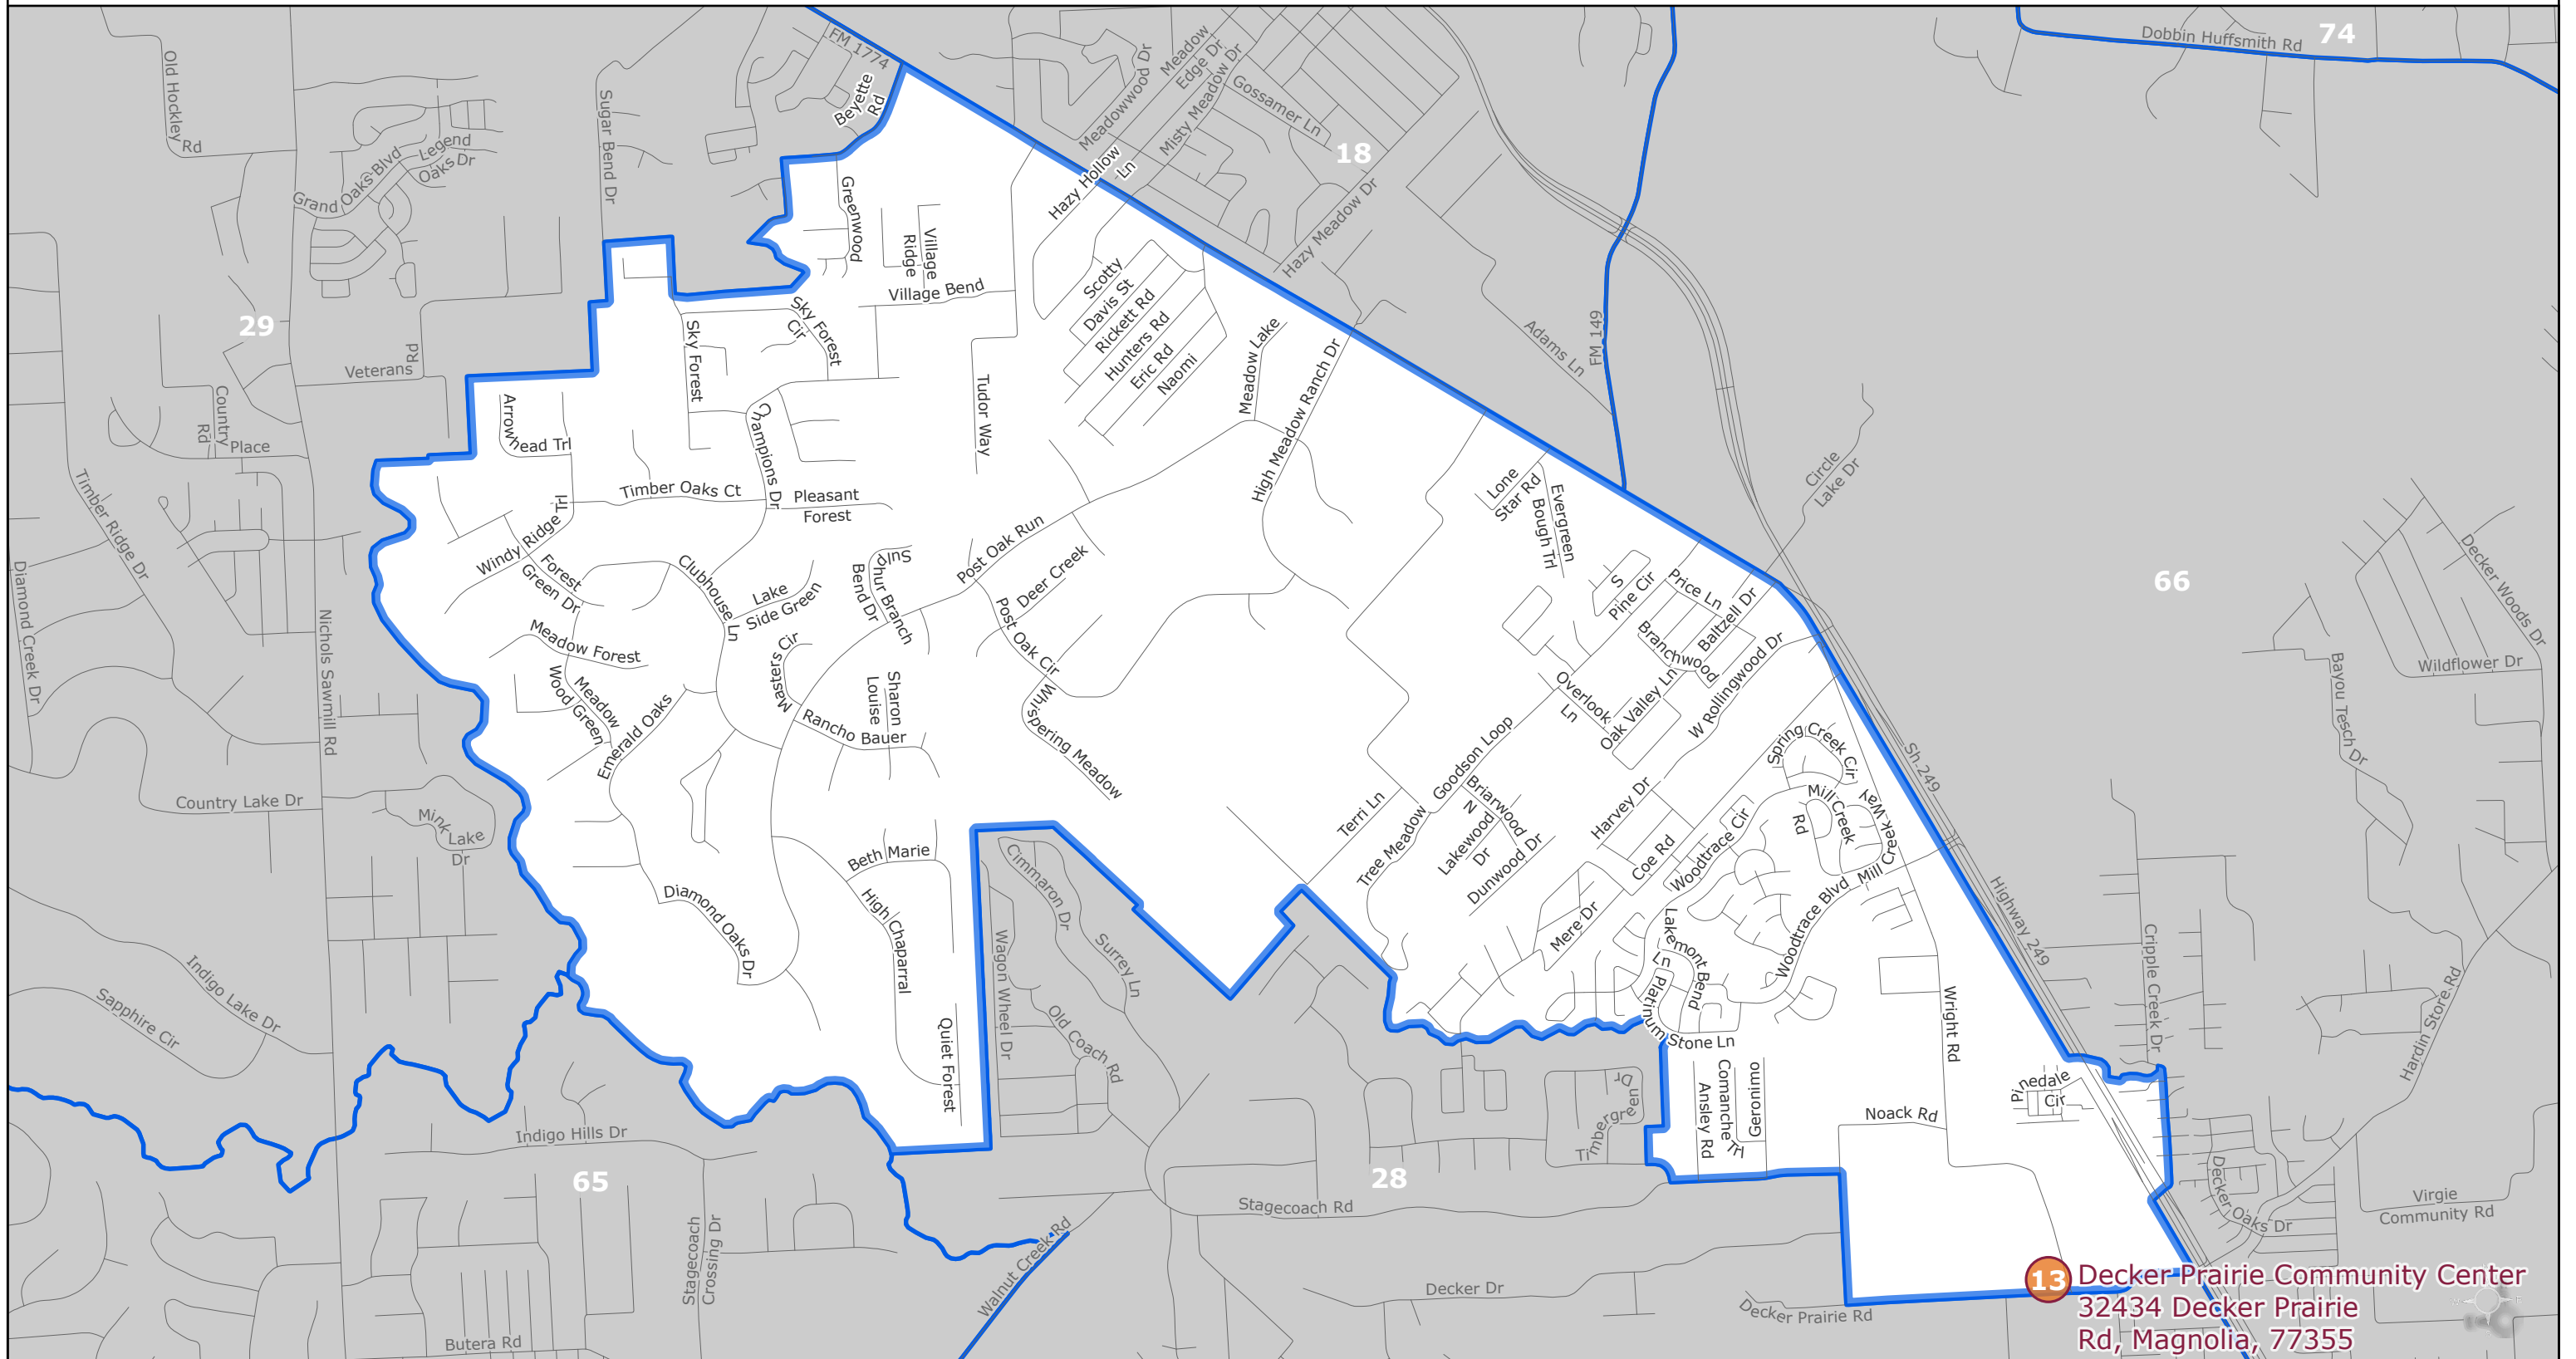 Old Hockley
Rd
FM 1774
Beyette
Rd
Meadowwood Dr
Meadow
Edge Dr
Misty Meadow Dr
Gossamer Ln
18
Dobbin Huffsmith Rd
74
Sugar Bend Dr
Legend
Oaks Dr
Grand Oaks Blvd
Hazy Hollow
Ln
Hazy Meadow Dr
Greenwood
Village
Ridge
Village Bend
29
Veterans
Rd
Country
Rd
Place
Sky Forest
Sky Forest
Cir
Scotty
Davis St
Rickett Rd
Hunters Rd
Eric Rd
Naomi
Meadow Lake
High Meadow Ranch Dr
Adams Ln
FM 149
Arrowhead Trl
Champions Dr
Tudor Way
Timber Oaks Ct
Pleasant
Forest
Windy Ridge
Trl
Timber Ridge Dr
Diamond Creek Dr
Nichols Sawmill Rd
Forest
Green Dr
Clubhouse
Ln
Lake
Side Green
Sulphur Branch
Bend Dr
Post Oak Run
Deer Creek
Post Oak Cir
Lone
Star Rd
Evergreen
Bough Trl
Circle
Lake Dr
S
Pine Cir
Price Ln
Baltzell Dr
Branchwood
66
Decker Woods Dr
Wildflower Dr
Bayou Tesch Dr
Meadow Forest
Meadow
Wood Green
Emerald Oaks
Masters Cir
Sharon
Louise
Rancho Bauer
Whispering Meadow
Overlook
Ln
Oak Valley Ln
W Rollingwood Dr
Goodson Loop
Spring Creek Cir
Sh 249
Country Lake Dr
Mink Lake
Dr
Terri Ln
Tree Meadow
N
Briarwood
Lakewood
Dr
Dunwood Dr
Harvey Dr
Coe Rd
Woodtrace Cir
Mill Creek
Rd
Mill Creek Way
Beth Marie
High Chaparral
Diamond Oaks Dr
Cimmaron Dr
Surrey Ln
Wagon Wheel Dr
Old Coach Rd
Mere Dr
Lakemont Bend
Ln
Woodtrace Blvd
Mill
Highway 249
Cripple Creek Dr
Hardin Store Rd
Indigo Lake Dr
Sapphire Cir
Quiet Forest
Platinum Stone Ln
Wright Rd
Comanche Trl
Ansley Rd
Geronimo
Pinedale
Cir
Noack Rd
Timbergreen Dr
Indigo Hills Dr
65
28
Stagecoach Rd
Stagecoach
Crossing Dr
Walnut Creek Rd
Decker Oaks Dr
Virgie
Community Rd
Decker Dr
Decker Prairie Rd
Butera Rd
13
Decker Prairie Community Center
32434 Decker Prairie
Rd, Magnolia, 77355